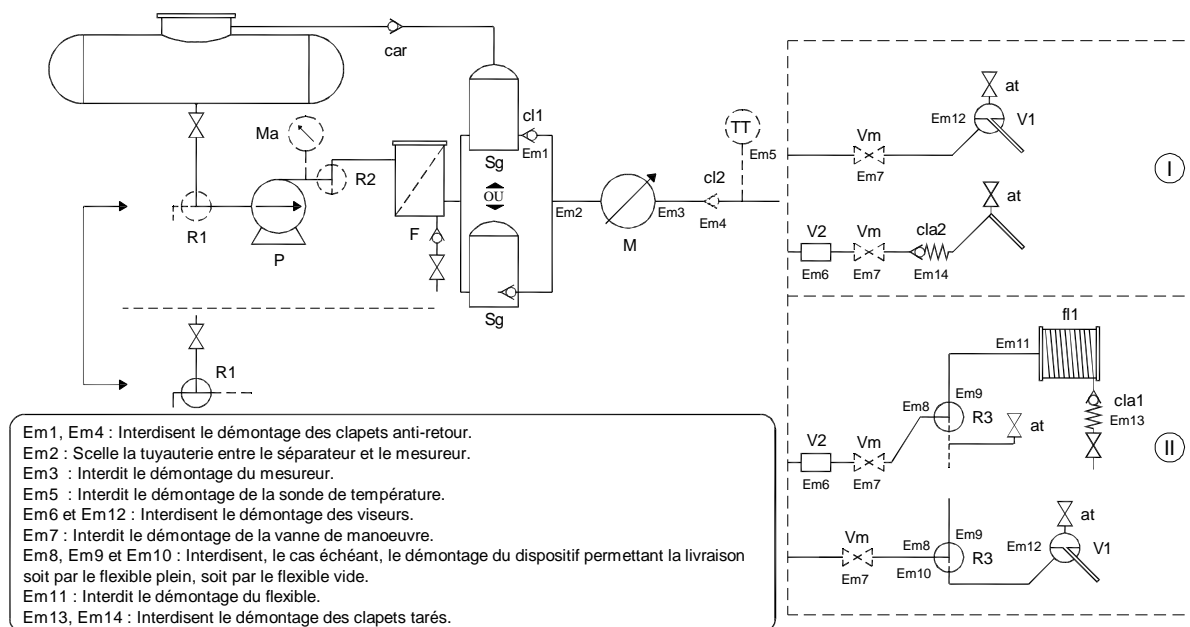 car
Ma
cl1
Em1
Sg
OU
R2
R1
P
F
Sg
R1
Em2
M
Em3
cl2
Em4
TT
Em5
at
Em12
V1
Vm
Em7
I
at
V2
Vm
cla2
Em6
Em7
Em14
fl1
Em11
Em9
Em8
R3
at
cla1
Em13
V2
Vm
Em6
Em7
II
at
Em9
Em8
R3
Em12
V1
Vm
Em10
Em7
Em1, Em4 : Interdisent le démontage des clapets anti-retour.
Em2 : Scelle la tuyauterie entre le séparateur et le mesureur.
Em3 : Interdit le démontage du mesureur.
Em5 : Interdit le démontage de la sonde de température.
Em6 et Em12 : Interdisent le démontage des viseurs.
Em7 : Interdit le démontage de la vanne de manoeuvre.
Em8, Em9 et Em10 : Interdisent, le cas échéant, le démontage du dispositif permettant la livraison
soit par le flexible plein, soit par le flexible vide.
Em11 : Interdit le démontage du flexible.
Em13, Em14 : Interdisent le démontage des clapets tarés.